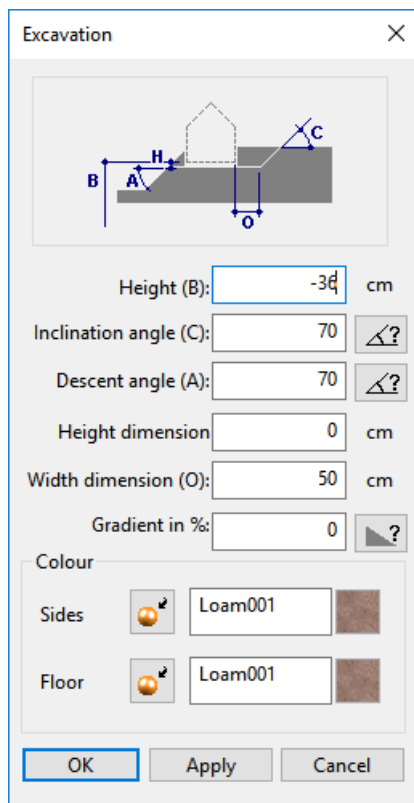 Excavation
H
C
B
A
O
Height (B): -36 cm
Inclination angle (C): 70 ?
Descent angle (A): 70 ?
Height dimension 0 cm
Width dimension (O): 50 cm
Gradient in %: 0 ?
Colour
Sides Loam001
Floor Loam001
OK Apply Cancel